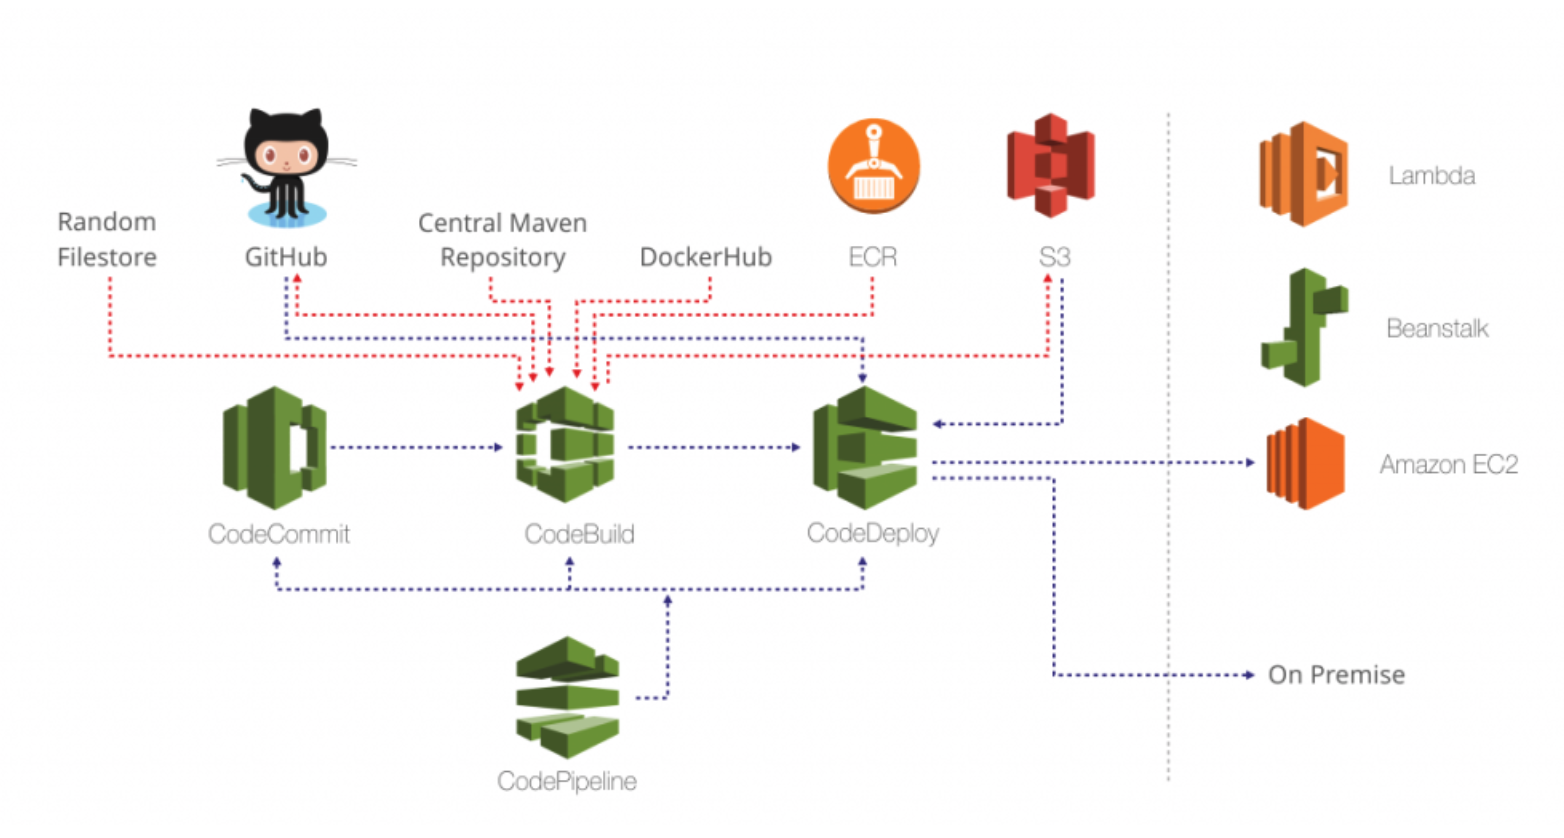 Random
Filestore
GitHub
Central Maven
Repository
DockerHub
ECR
S3
Lambda
Beanstalk
Amazon EC2
CodeCommit
CodeBuild
CodeDeploy
On Premise
CodePipeline